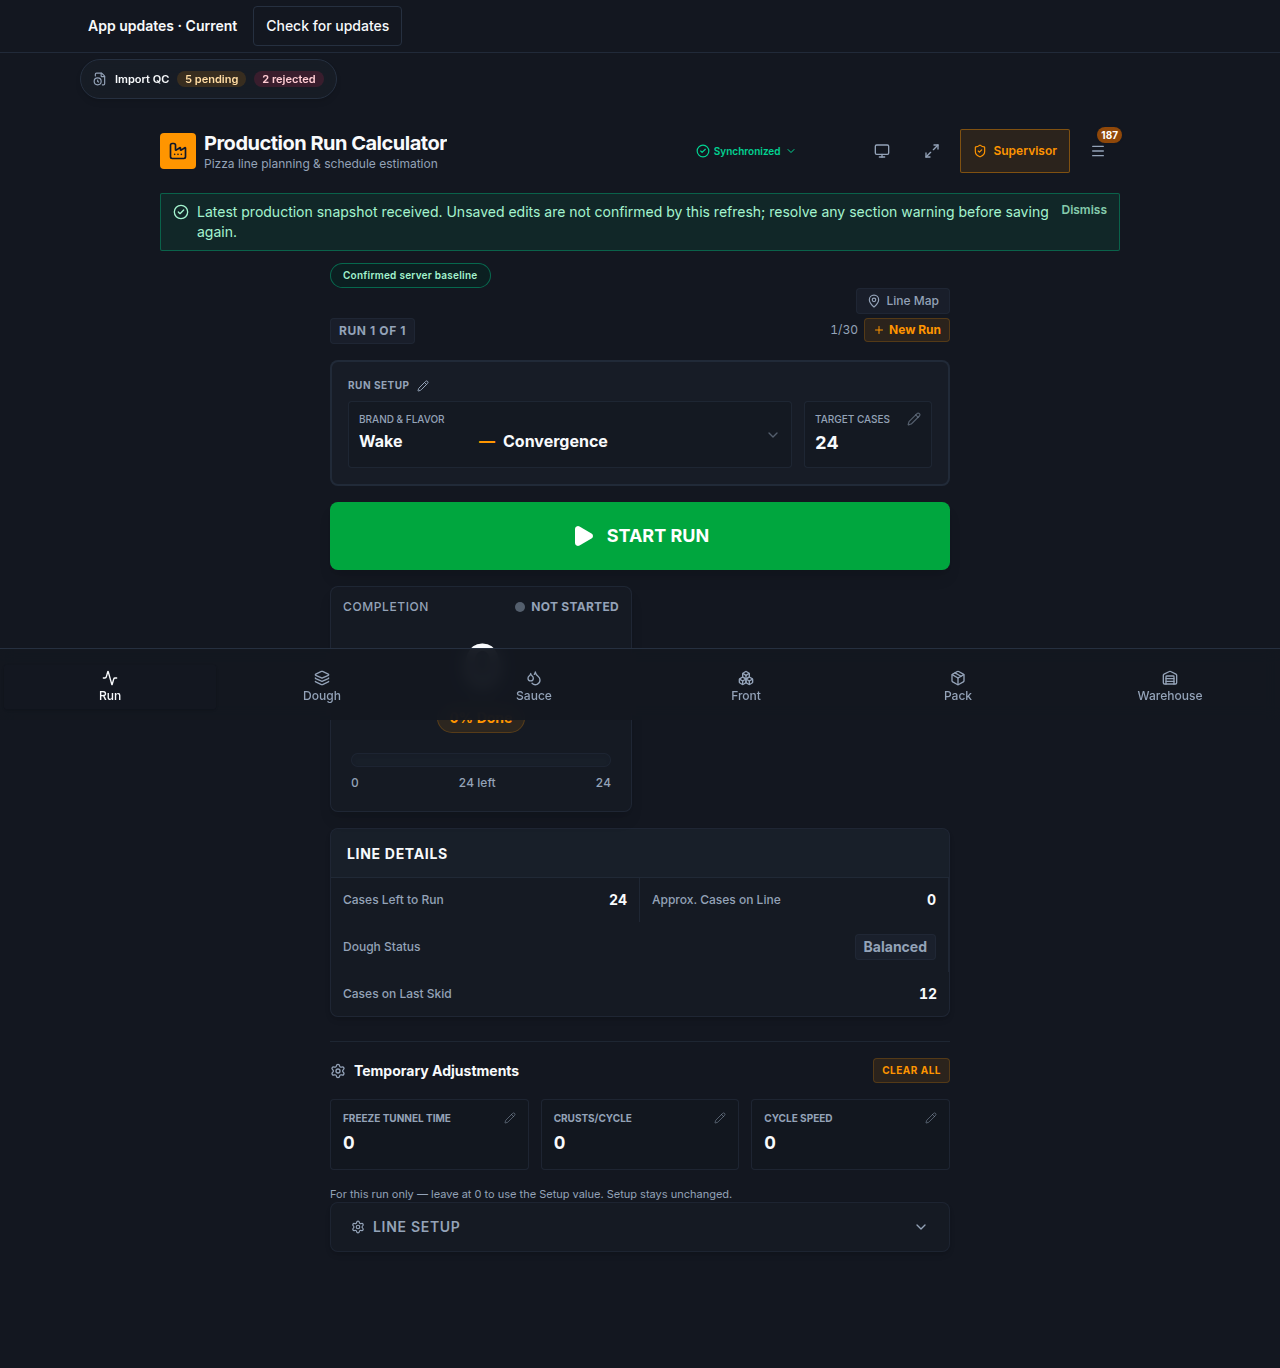 App updates · Current
Check for updates
Import QC
5 pending
2 rejected
Production Run Calculator
Pizza line planning & schedule estimation
Synchronized
Supervisor
187
Latest production snapshot received. Unsaved edits are not confirmed by this refresh; resolve any section warning before saving
again.
Dismiss
Confirmed server baseline
Line Map
RUN 1 OF 1
1/30
+ New Run
RUN SETUP
BRAND & FLAVOR
Wake — Convergence
TARGET CASES
24
START RUN
COMPLETION
NOT STARTED
Run
Dough
Sauce
Front
Pack
Warehouse
0
24 left
24
LINE DETAILS
Cases Left to Run
24
Approx. Cases on Line
0
Dough Status
Balanced
Cases on Last Skid
12
Temporary Adjustments
CLEAR ALL
FREEZE TUNNEL TIME
0
CRUSTS/CYCLE
0
CYCLE SPEED
0
For this run only — leave at 0 to use the Setup value. Setup stays unchanged.
LINE SETUP